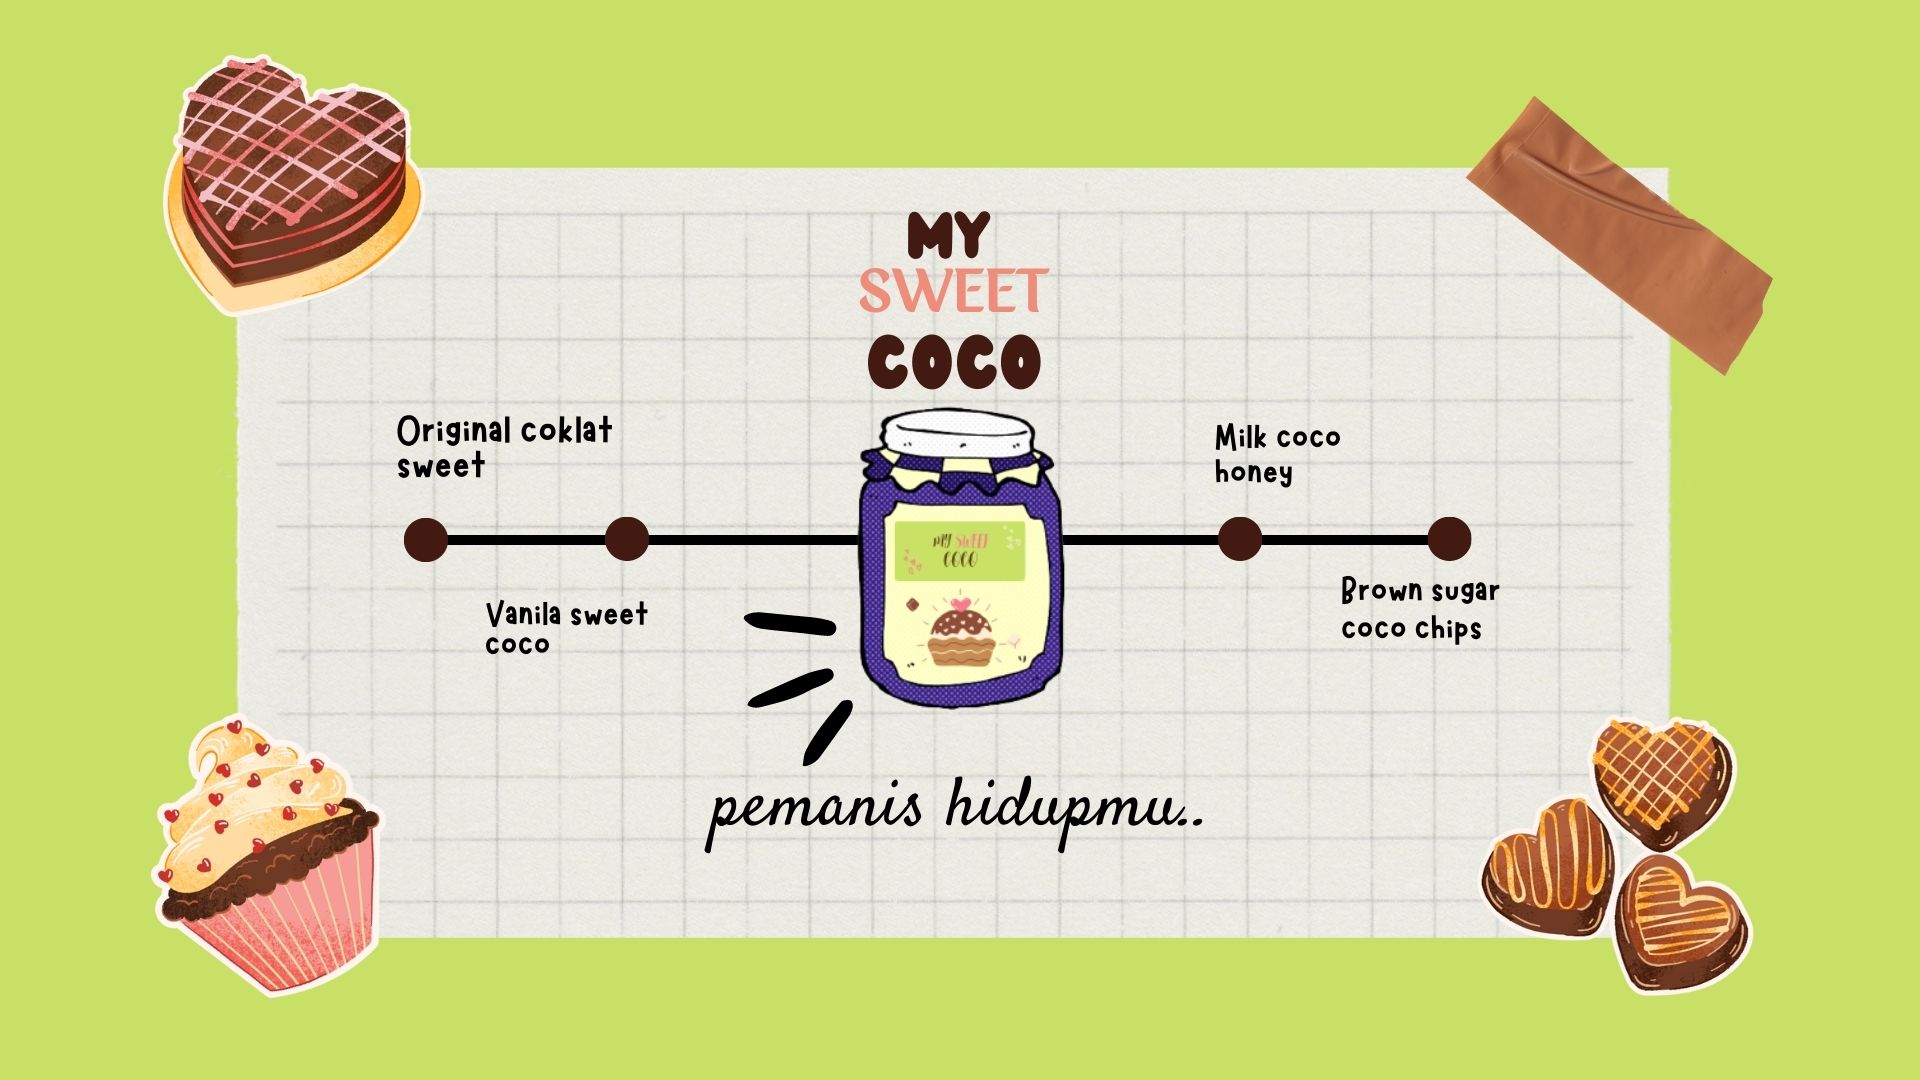 MY
SWEET
COCO
Original coklat
sweet
Milk coco
honey
MY SWEET
COCO
Vanila sweet
coco
Brown sugar
coco chips
pemanis hidupmu..